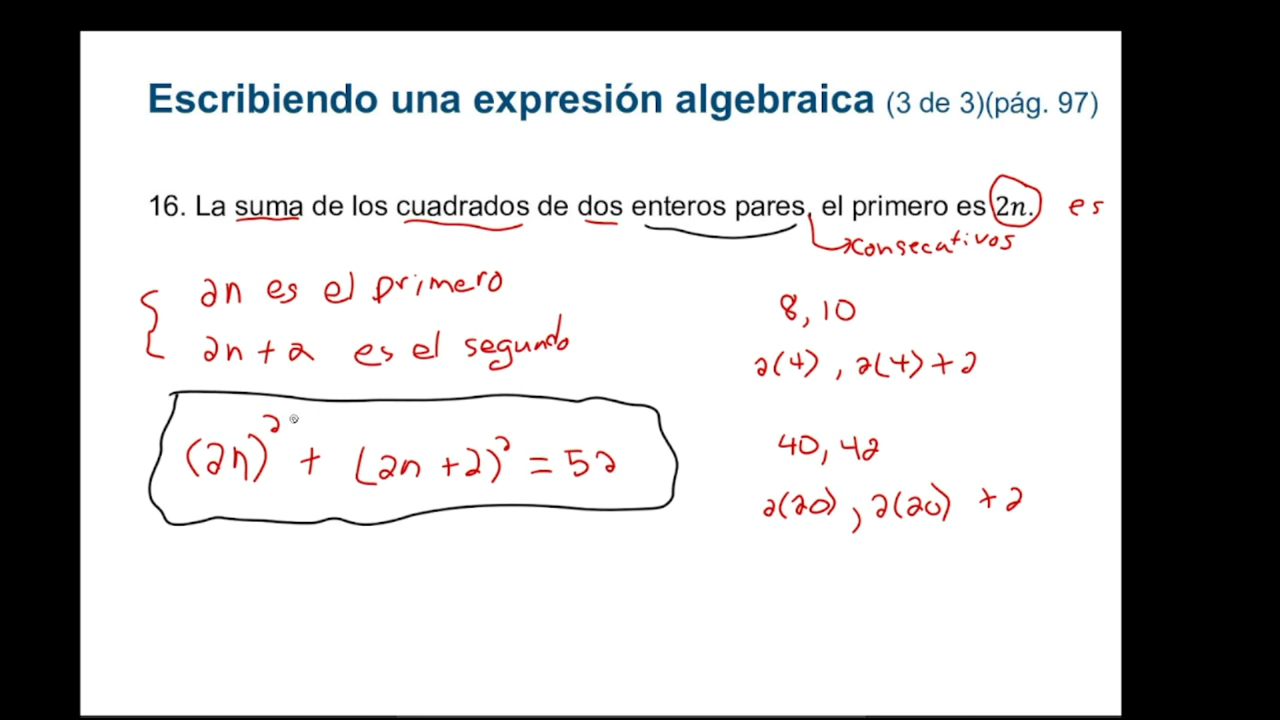 Escribiendo una expresión algebraica (3 de 3)(pág. 97)
16. La suma de los cuadrados de dos enteros pares, el primero es 2n. es
consecutivos
2n es el primero
2n + 2 es el segundo
8, 10
2(4), 2(4) + 2
(2n)² + (2n + 2)² = 52
40, 42
2(20), 2(20) + 2